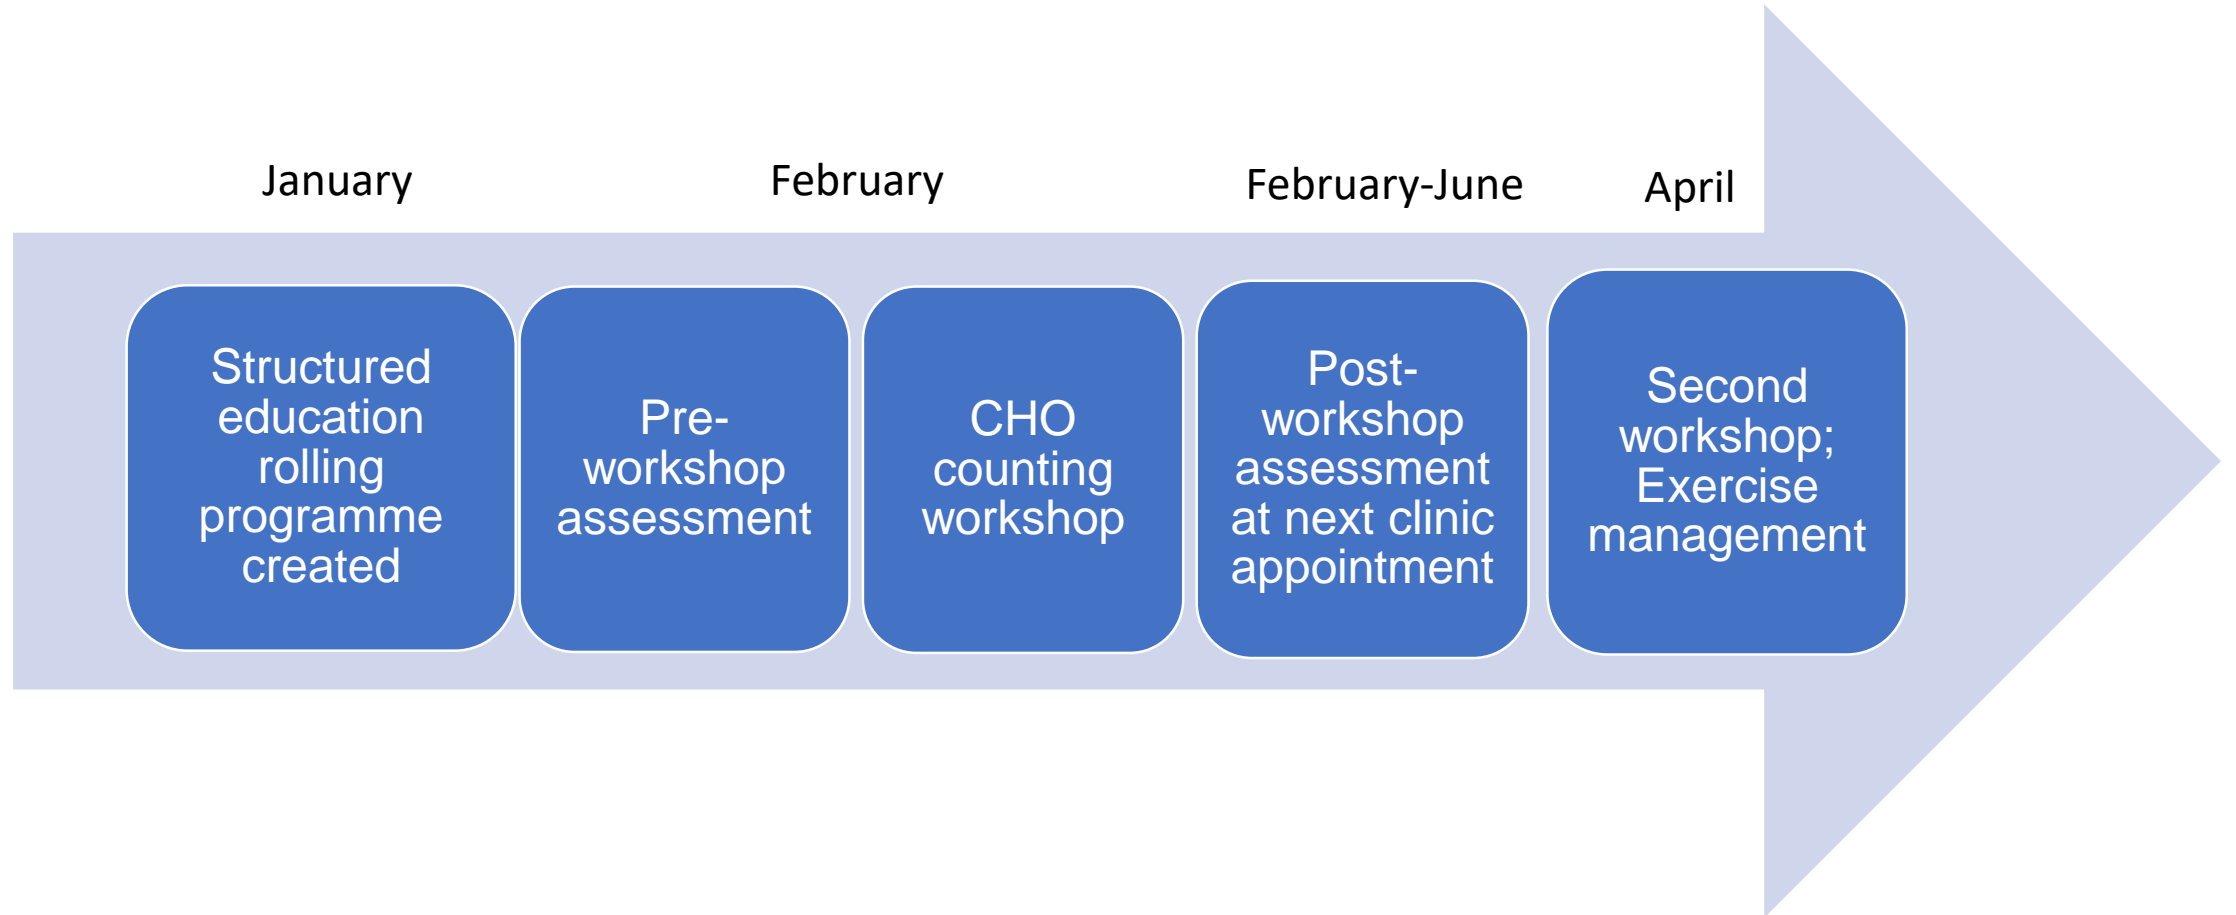 January
February
February-June
April
Structured
education
rolling
programme
created
Pre-
workshop
assessment
CHO
counting
workshop
Post-
workshop
assessment
at next clinic
appointment
Second
workshop;
Exercise
management